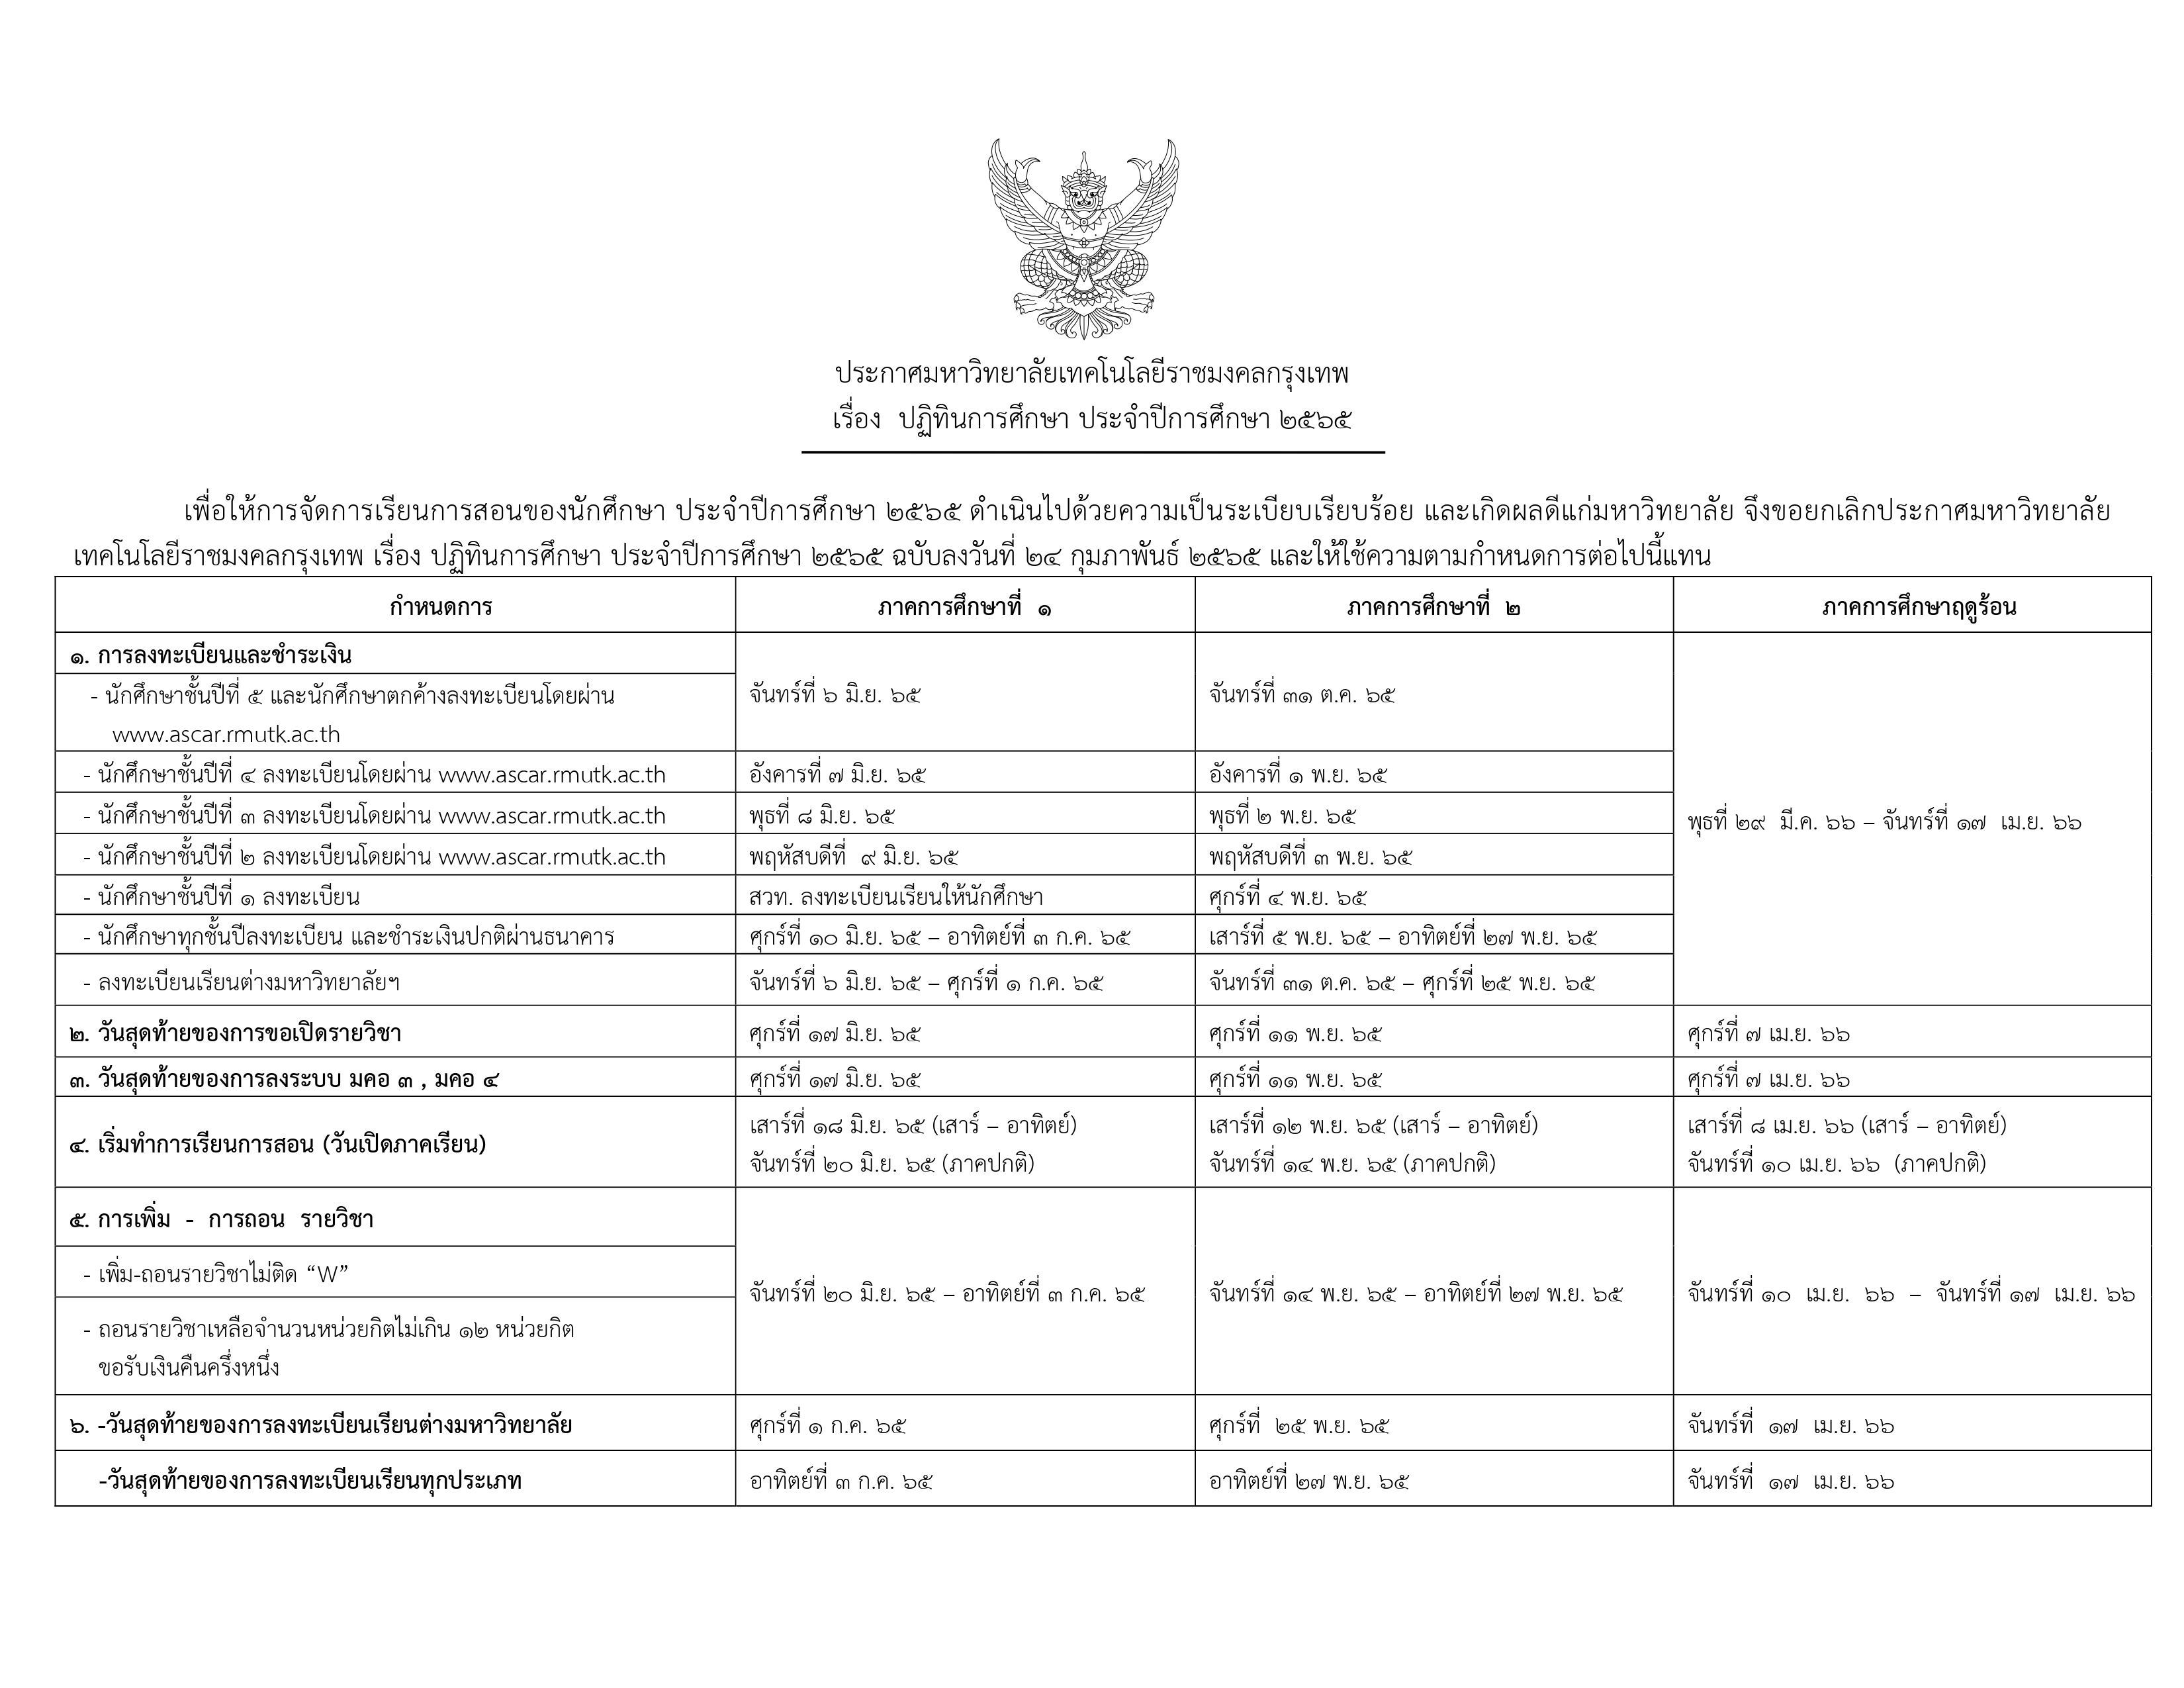 ประกาศมหาวิทยาลัยเทคโนโลยีราชมงคลกรุงเทพ
เรื่อง ปฏิทินการศึกษา ประจำปีการศึกษา ๒๕๖๕
เพื่อให้การจัดการเรียนการสอนของนักศึกษา ประจำปีการศึกษา ๒๕๖๕ ดำเนินไปด้วยความเป็นระเบียบเรียบร้อย และเกิดผลดีแก่มหาวิทยาลัย จึงขอยกเลิกประกาศมหาวิทยาลัย
เทคโนโลยีราชมงคลกรุงเทพ เรื่อง ปฏิทินการศึกษา ประจำปีการศึกษา ๒๕๖๕ ฉบับลงวันที่ ๒๔ กุมภาพันธ์ ๒๕๖๕ และให้ใช้ความตามกำหนดการต่อไปนี้แทน
กำหนดการ ภาคการศึกษาที่ ๑ ภาคการศึกษาที่ ๒ ภาคการศึกษาฤดูร้อน
๑. การลงทะเบียนและชำระเงิน
- นักศึกษาชั้นปีที่ ๕ และนักศึกษาตกค้างลงทะเบียนโดยผ่าน จันทร์ที่ ๖ มิ.ย. ๖๕ จันทร์ที่ ๓๑ ต.ค. ๖๕
www.ascar.rmutk.ac.th
- นักศึกษาชั้นปีที่ ๔ ลงทะเบียนโดยผ่าน www.ascar.rmutk.ac.th อังคารที่ ๗ มิ.ย. ๖๕ อังคารที่ ๑ พ.ย. ๖๕
- นักศึกษาชั้นปีที่ ๓ ลงทะเบียนโดยผ่าน www.ascar.rmutk.ac.th พุธที่ ๘ มิ.ย. ๖๕ พุธที่ ๒ พ.ย. ๖๕ พุธที่ ๒๙ มี.ค. ๖๖ – จันทร์ที่ ๑๗ เม.ย. ๖๖
- นักศึกษาชั้นปีที่ ๒ ลงทะเบียนโดยผ่าน www.ascar.rmutk.ac.th พฤหัสบดีที่ ๙ มิ.ย. ๖๕ พฤหัสบดีที่ ๓ พ.ย. ๖๕
- นักศึกษาชั้นปีที่ ๑ ลงทะเบียน สวท. ลงทะเบียนเรียนให้นักศึกษา ศุกร์ที่ ๔ พ.ย. ๖๕
- นักศึกษาทุกชั้นปีลงทะเบียน และชำระเงินปกติผ่านธนาคาร ศุกร์ที่ ๑๐ มิ.ย. ๖๕ – อาทิตย์ที่ ๓ ก.ค. ๖๕ เสาร์ที่ ๕ พ.ย. ๖๕ – อาทิตย์ที่ ๒๗ พ.ย. ๖๕
- ลงทะเบียนเรียนต่างมหาวิทยาลัยฯ จันทร์ที่ ๖ มิ.ย. ๖๕ – ศุกร์ที่ ๑ ก.ค. ๖๕ จันทร์ที่ ๓๑ ต.ค. ๖๕ – ศุกร์ที่ ๒๕ พ.ย. ๖๕
๒. วันสุดท้ายของการขอเปิดรายวิชา ศุกร์ที่ ๑๗ มิ.ย. ๖๕ ศุกร์ที่ ๑๑ พ.ย. ๖๕ ศุกร์ที่ ๗ เม.ย. ๖๖
๓. วันสุดท้ายของการลงระบบ มคอ ๓ , มคอ ๔ ศุกร์ที่ ๑๗ มิ.ย. ๖๕ ศุกร์ที่ ๑๑ พ.ย. ๖๕ ศุกร์ที่ ๗ เม.ย. ๖๖
๔. เริ่มทำการเรียนการสอน (วันเปิดภาคเรียน) เสาร์ที่ ๑๘ มิ.ย. ๖๕ (เสาร์ – อาทิตย์) เสาร์ที่ ๑๒ พ.ย. ๖๕ (เสาร์ – อาทิตย์) เสาร์ที่ ๘ เม.ย. ๖๖ (เสาร์ – อาทิตย์)
จันทร์ที่ ๒๐ มิ.ย. ๖๕ (ภาคปกติ) จันทร์ที่ ๑๔ พ.ย. ๖๕ (ภาคปกติ) จันทร์ที่ ๑๐ เม.ย. ๖๖ (ภาคปกติ)
๕. การเพิ่ม - การถอน รายวิชา
- เพิ่ม-ถอนรายวิชาไม่ติด “W” จันทร์ที่ ๒๐ มิ.ย. ๖๕ – อาทิตย์ที่ ๓ ก.ค. ๖๕ จันทร์ที่ ๑๔ พ.ย. ๖๕ – อาทิตย์ที่ ๒๗ พ.ย. ๖๕ จันทร์ที่ ๑๐ เม.ย. ๖๖ – จันทร์ที่ ๑๗ เม.ย. ๖๖
- ถอนรายวิชาเหลือจำนวนหน่วยกิตไม่เกิน ๑๒ หน่วยกิต
ขอรับเงินคืนครึ่งหนึ่ง
๖. -วันสุดท้ายของการลงทะเบียนเรียนต่างมหาวิทยาลัย ศุกร์ที่ ๑ ก.ค. ๖๕ ศุกร์ที่ ๒๕ พ.ย. ๖๕ จันทร์ที่ ๑๗ เม.ย. ๖๖
-วันสุดท้ายของการลงทะเบียนเรียนทุกประเภท อาทิตย์ที่ ๓ ก.ค. ๖๕ อาทิตย์ที่ ๒๗ พ.ย. ๖๕ จันทร์ที่ ๑๗ เม.ย. ๖๖